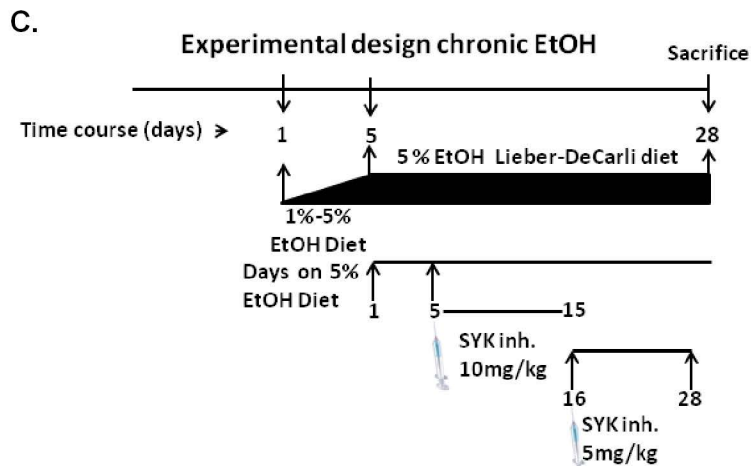 C.
Experimental design chronic EtOH
Sacrifice
Time course (days) >
1 5 28
5 % EtOH Lieber-DeCarli diet
1%-5%
EtOH Diet
Days on 5%
EtOH Diet
1 5 15
SYK inh.
10mg/kg
16 28
SYK inh.
5mg/kg